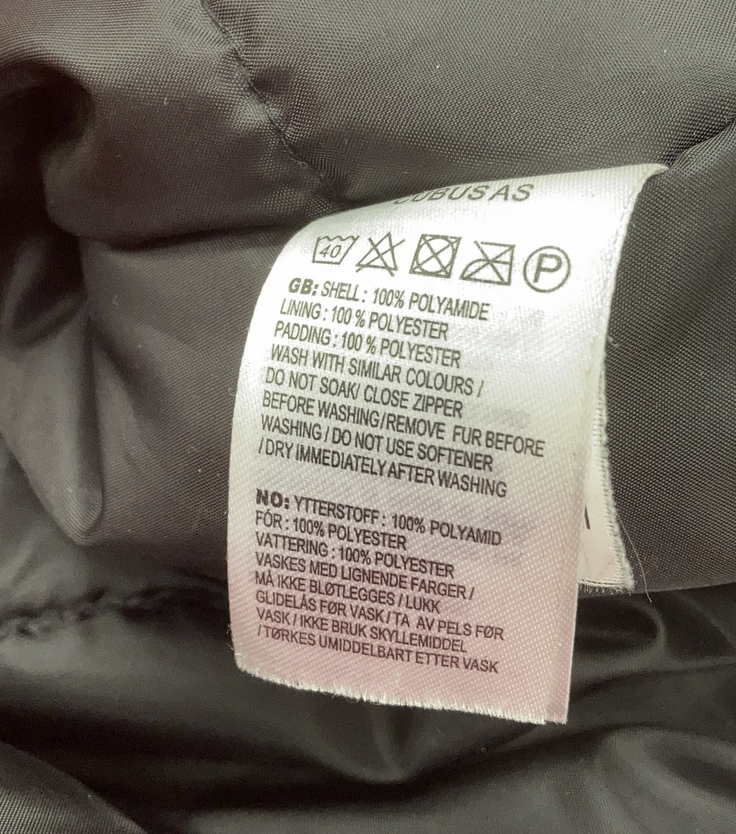 CUBUS AS
40 P
GB: SHELL : 100% POLYAMIDE
LINING : 100 % POLYESTER
PADDING : 100 % POLYESTER
WASH WITH SIMILAR COLOURS /
DO NOT SOAK/ CLOSE ZIPPER
BEFORE WASHING/REMOVE FUR BEFORE
WASHING / DO NOT USE SOFTENER
/ DRY IMMEDIATELY AFTER WASHING
NO: YTTERSTOFF : 100% POLYAMID
FÓR : 100% POLYESTER
VATTERING : 100% POLYESTER
VASKES MED LIGNENDE FARGER /
MÅ IKKE BLØTLEGGES / LUKK
GLIDELÅS FØR VASK / TA AV PELS FØR
VASK / IKKE BRUK SKYLLEMIDDEL
/ TØRKES UMIDDELBART ETTER VASK